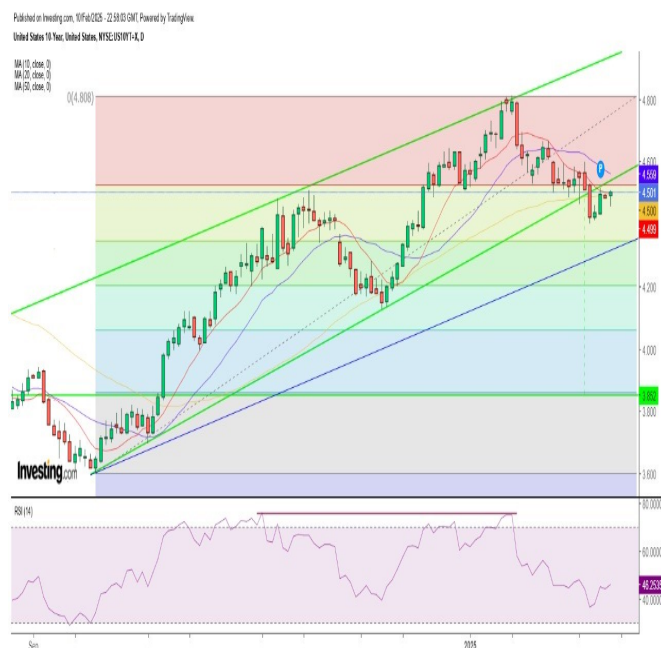 Published on Investing.com, 10/Feb/2025 - 22:58:03 GMT, Powered by TradingView.
United States 10-Year, United States, NYSE:US10YT=X, D
MA (10, close, 0)
MA (20, close, 0)
MA (50, close, 0)
0(4.808)
4.800
4.600
P
4.559
4.501
4.500
4.499
4.200
4.000
3.852
3.800
3.600
Investing.com
RSI (14)
80.0000
60.0000
46.2535
40.0000
Sep
2025